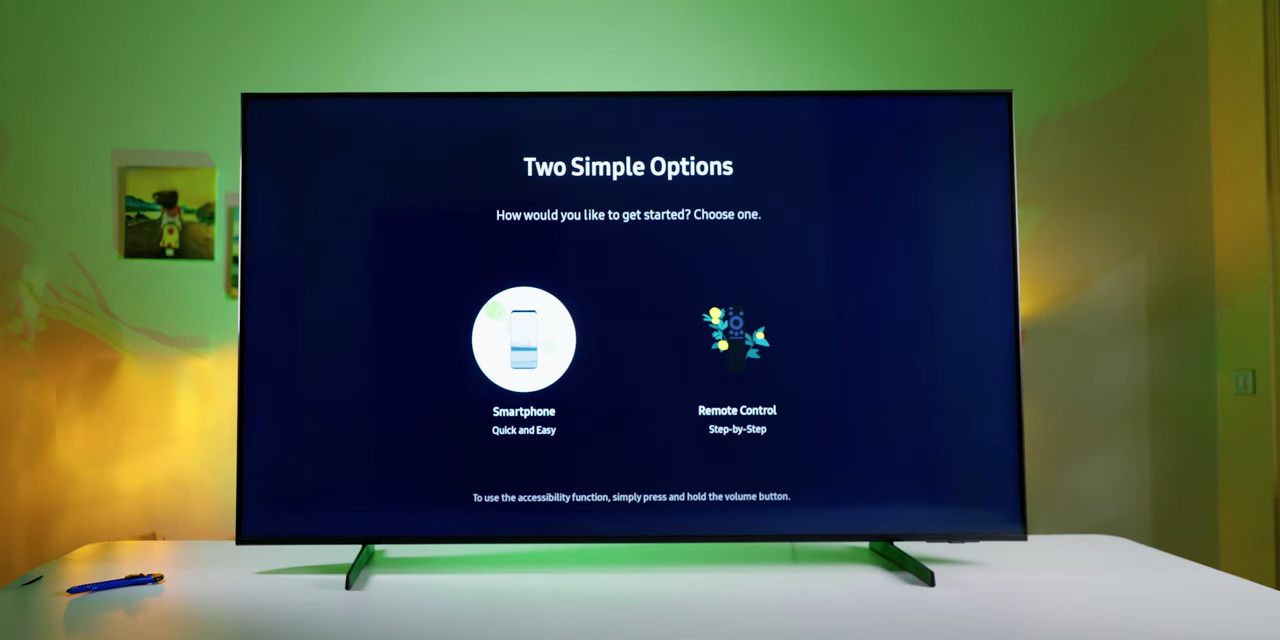 Two Simple Options
How would you like to get started? Choose one.
Smartphone
Quick and Easy
Remote Control
Step-by-Step
To use the accessibility function, simply press and hold the volume button.